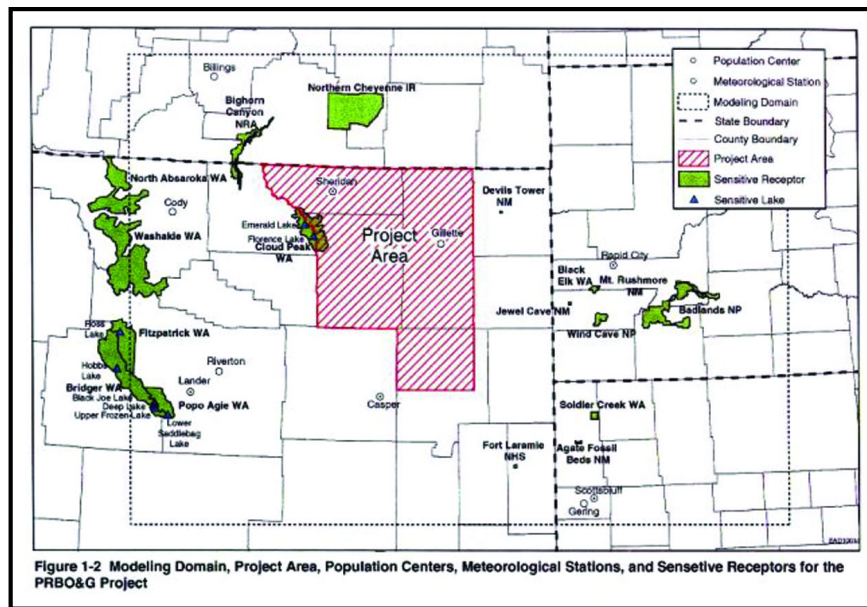 Billings
Northern Cheyenne IR
Bighorn
Canyon
NRA
Population Center
Meteorological Station
Modeling Domain
State Boundary
County Boundary
Project Area
Sensitive Receptor
Sensitive Lake
North Absaroka WA
Cody
Washakie WA
Sheridan
Emerald Lake
Florence Lake
Cloud Peak
WA
Project
Area
Gillette
Devils Tower
NM
Rapid City
Black
Elk WA
Mt. Rushmore
NM
Jewel Cave NM
Wind Cave NP
Badlands NP
Ross
Lake
Fitzpatrick WA
Hobbs
Lake
Riverton
Bridger WA
Lander
Black Joe Lake
Deep Lake
Upper Frozen Lake
Popo Agie WA
Lower
Saddlebag
Lake
Casper
Soldier Creek WA
Fort Laramie
NHS
Agate Fossil
Beds NM
Scottsbluff
Gering
Figure 1-2 Modeling Domain, Project Area, Population Centers, Meteorological Stations, and Sensetive Receptors for the
PRBO&G Project